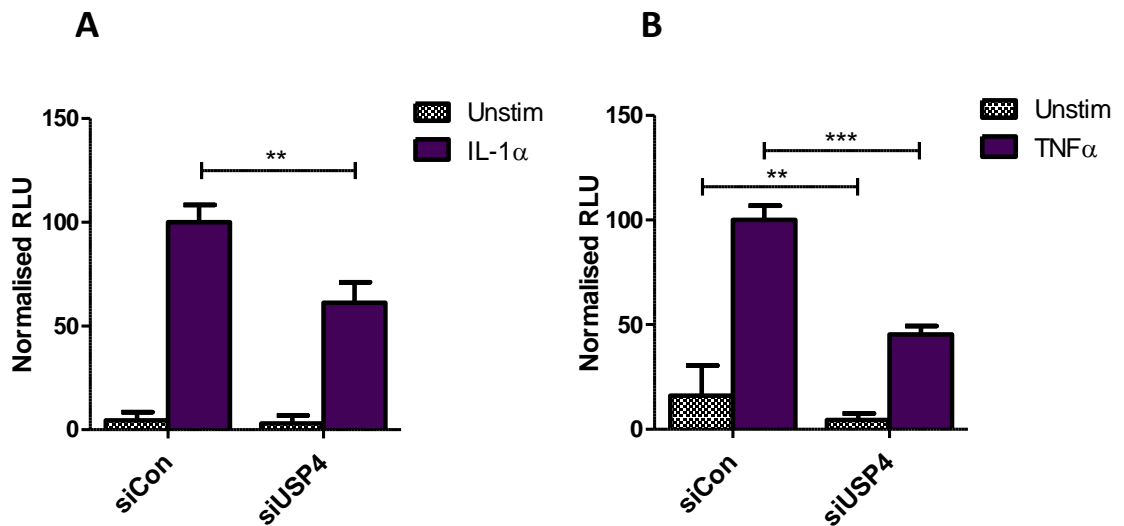 A
Unstim
IL-1α
150
**
100
50
0
Normalised RLU
siCon
siUSP4
B
Unstim
TNFα
150
***
**
100
50
0
Normalised RLU
siCon
siUSP4